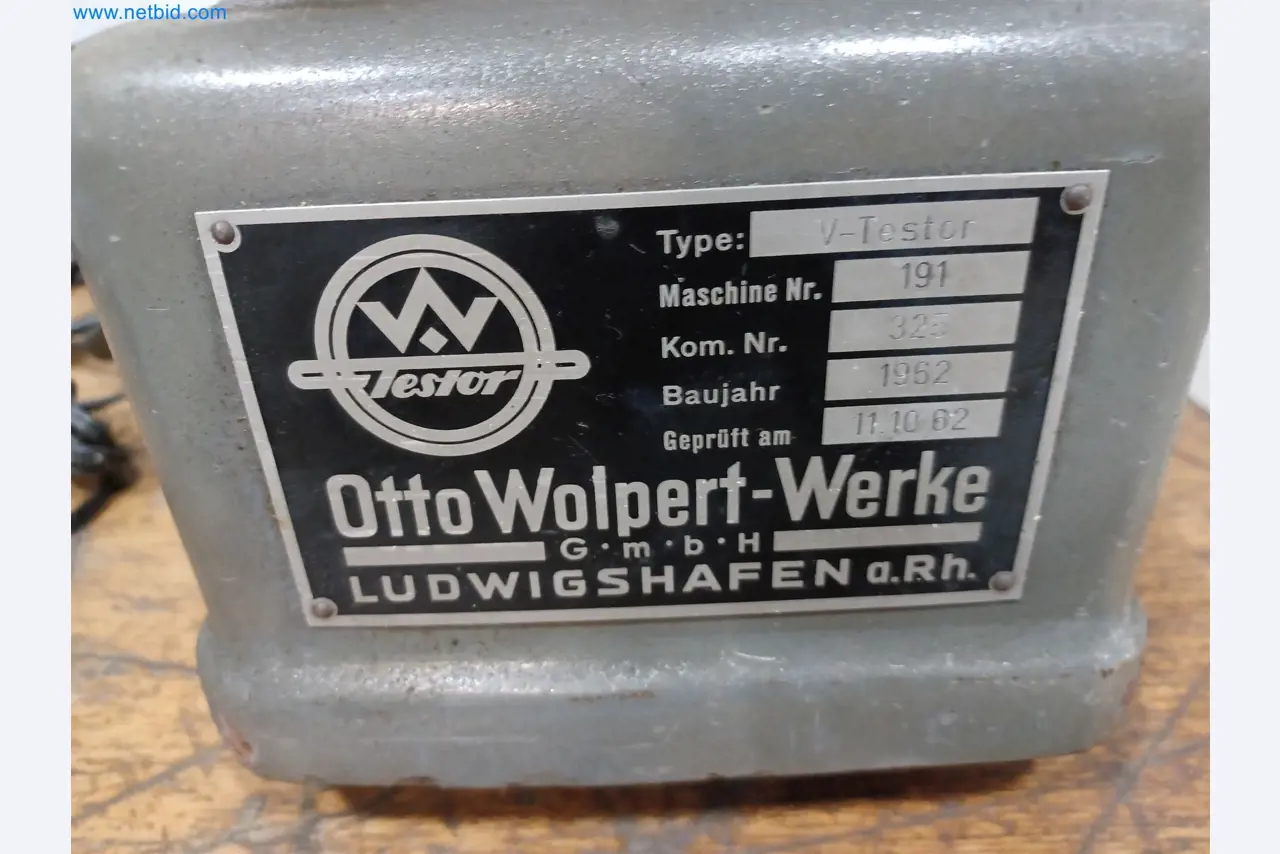 www.netbid.com
Type: V-Testor
Maschine Nr. 191
Kom. Nr. 325
Baujahr 1962
Geprüft am 11.10 62
W
Testor
Otto Wolpert-Werke
G·m·b·H
LUDWIGSHAFEN a.Rh.